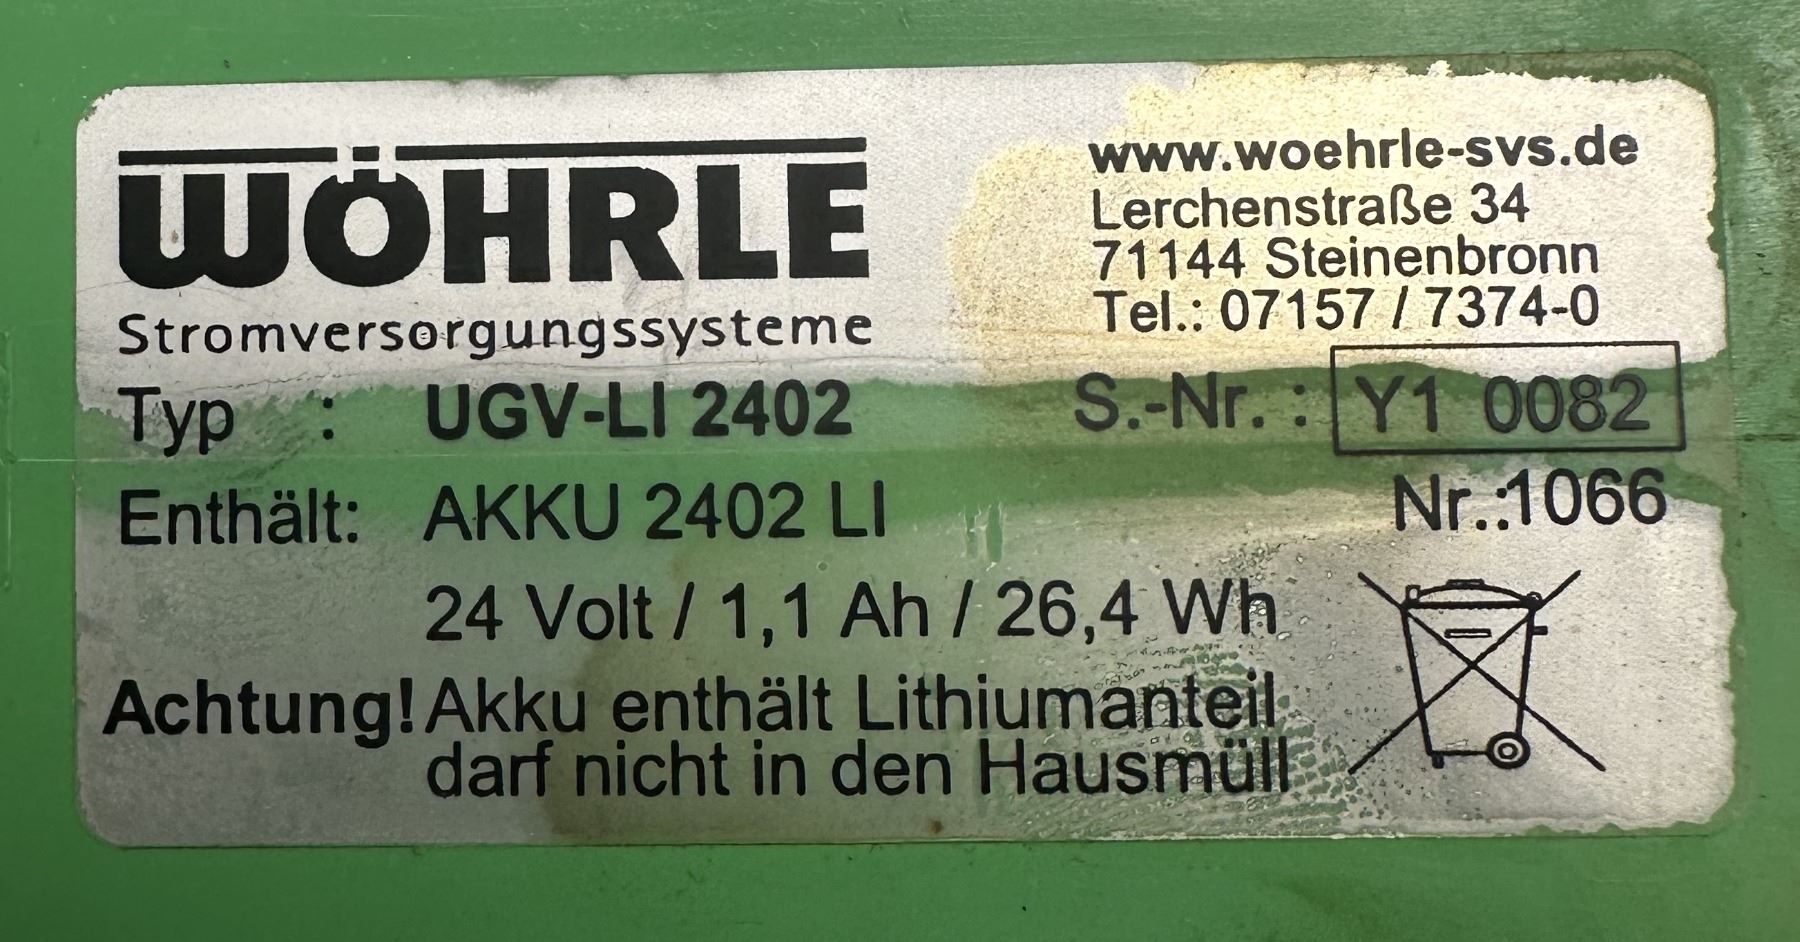 WÖHRLE
Stromversorgungssysteme
www.woehrle-svs.de
Lerchenstraße 34
71144 Steinenbronn
Tel.: 07157 / 7374-0
Typ : UGV-LI 2402 S.-Nr. : Y1 0082
Enthält: AKKU 2402 LI Nr.:1066
24 Volt / 1,1 Ah / 26,4 Wh
Achtung! Akku enthält Lithiumanteil
darf nicht in den Hausmüll